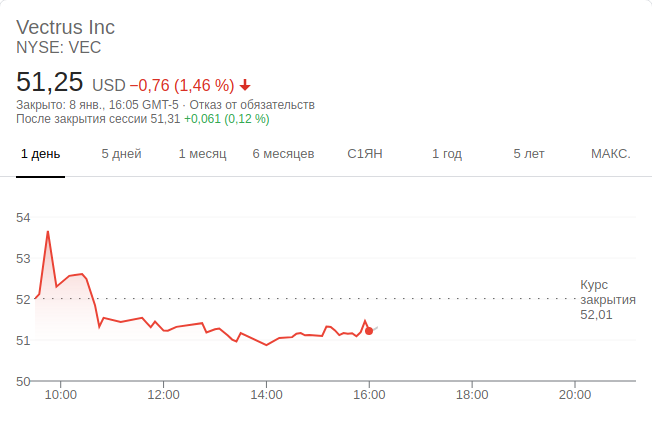 Vectrus Inc
NYSE: VEC
51,25 USD −0,76 (1,46 %)
Закрыто: 8 янв., 16:05 GMT-5 · Отказ от обязательств
После закрытия сессии 51,31 +0,061 (0,12 %)
1 день 5 дней 1 месяц 6 месяцев С1ЯН 1 год 5 лет МАКС.
54
53
Курс
52 закрытия
52,01
51
50
10:00 12:00 14:00 16:00 18:00 20:00